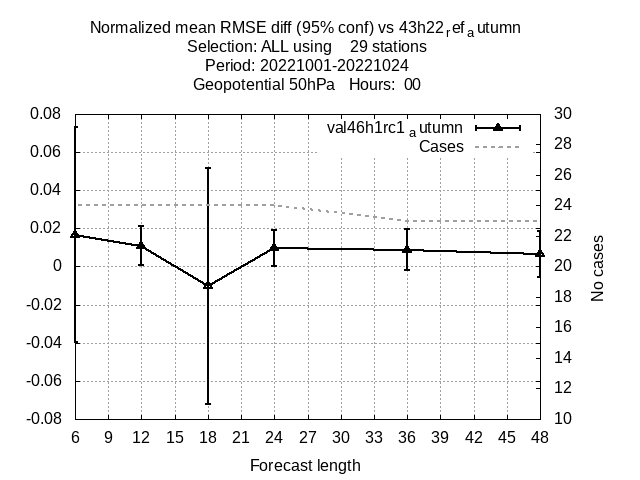 Normalized mean RMSE diff (95% conf) vs 43h22refautumn
Selection: ALL using 29 stations
Period: 20221001-20221024
Geopotential 50hPa Hours: 00
val46h1rc1autumn
Cases
0.08
0.06
0.04
0.02
0
-0.02
-0.04
-0.06
-0.08
30
28
26
24
22
20
18
16
14
12
10
No cases
6 9 12 15 18 21 24 27 30 33 36 39 42 45 48
Forecast length